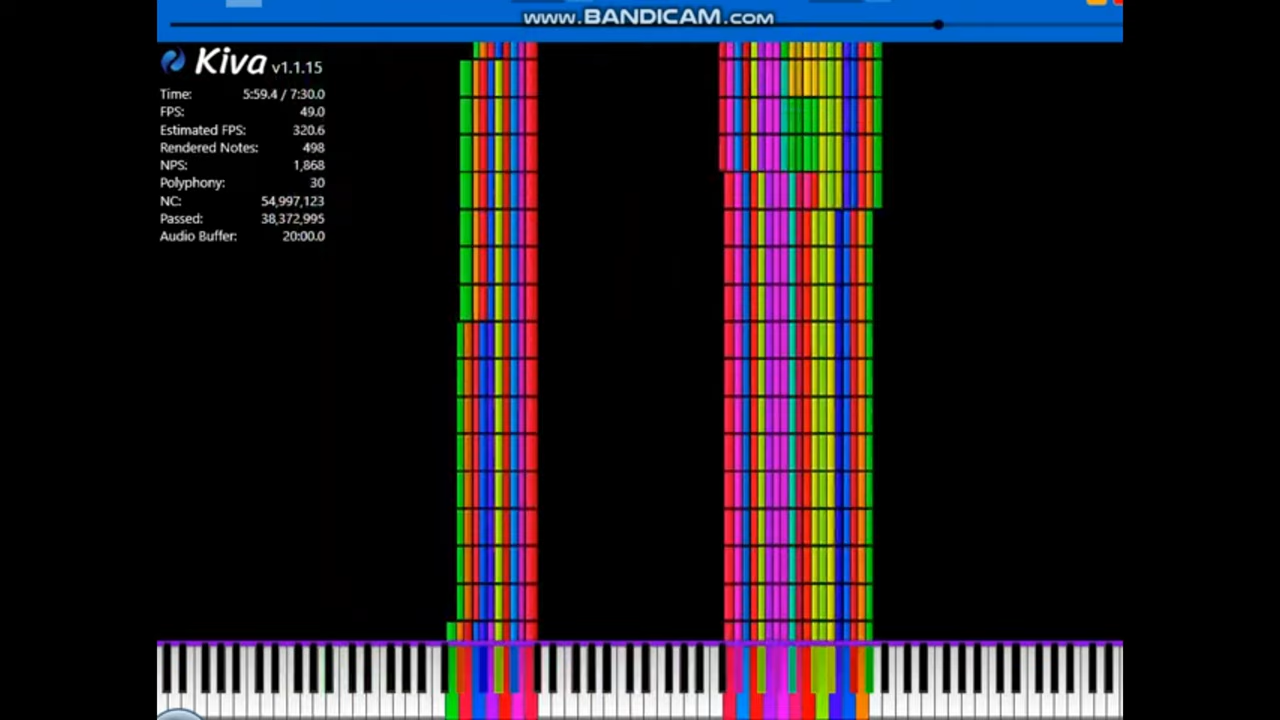 www.BANDICAM.com
Kiva v1.1.15
Time: 5:59.4 / 7:30.0
FPS: 49.0
Estimated FPS: 320.6
Rendered Notes: 498
NPS: 1,868
Polyphony: 30
NC: 54,997,123
Passed: 38,372,995
Audio Buffer: 20:00.0